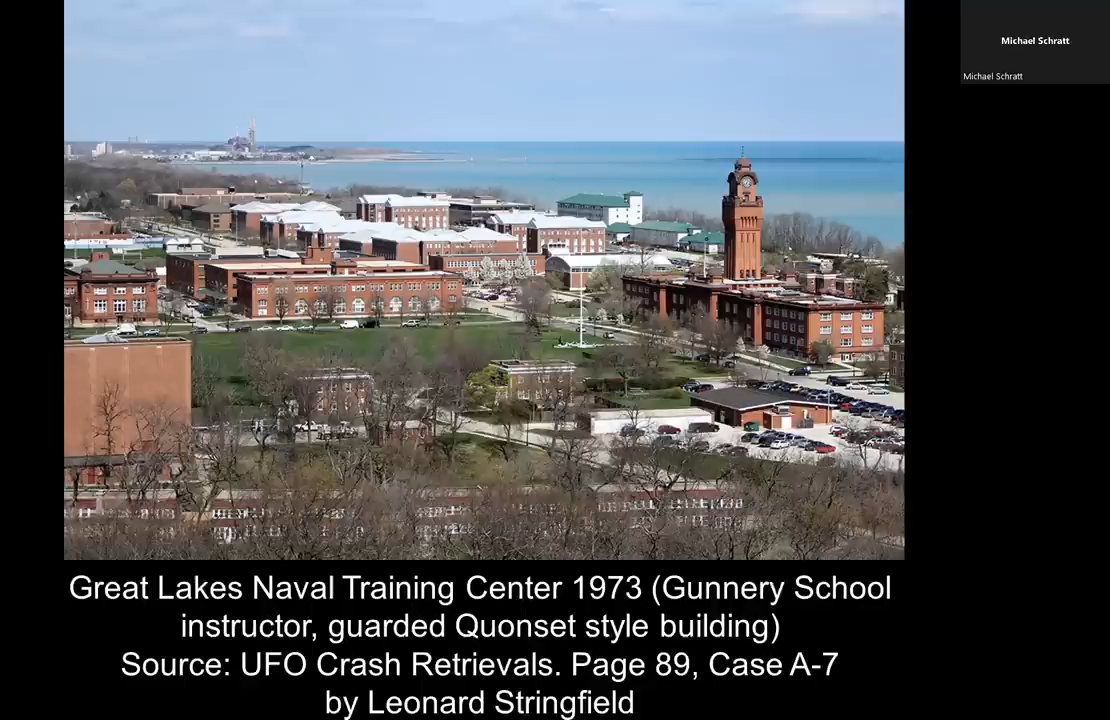 Michael Schratt
Michael Schratt
Great Lakes Naval Training Center 1973 (Gunnery School
instructor, guarded Quonset style building)
Source: UFO Crash Retrievals. Page 89, Case A-7
by Leonard Stringfield